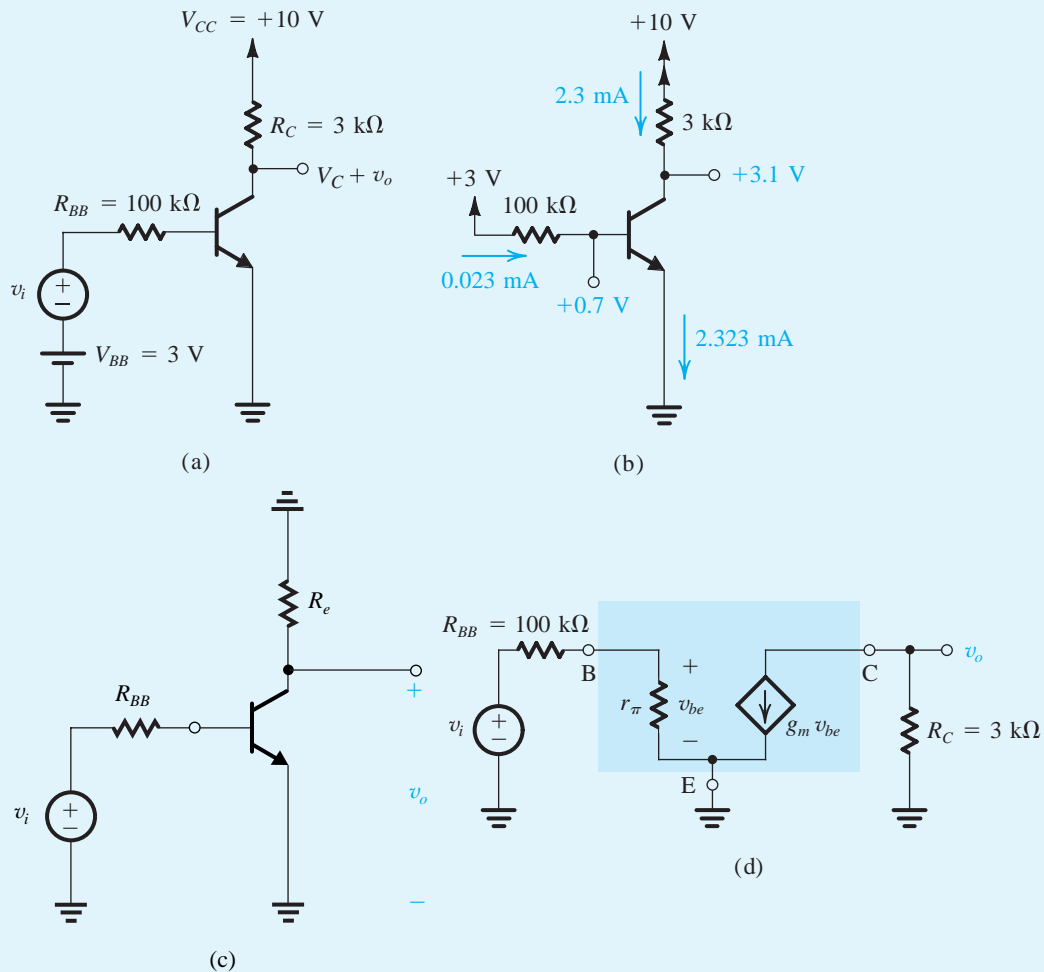 V_CC = +10 V
R_C = 3 kΩ
V_C + v_o
R_BB = 100 kΩ
v_i
+
−
V_BB = 3 V
(a)
+10 V
2.3 mA
3 kΩ
+3.1 V
+3 V
100 kΩ
0.023 mA
+0.7 V
2.323 mA
(b)
R_e
R_BB
+
v_i
+
−
v_o
−
(c)
R_BB = 100 kΩ
B
C
v_o
+
r_π
v_be
−
g_m v_be
v_i
+
−
R_C = 3 kΩ
E
(d)